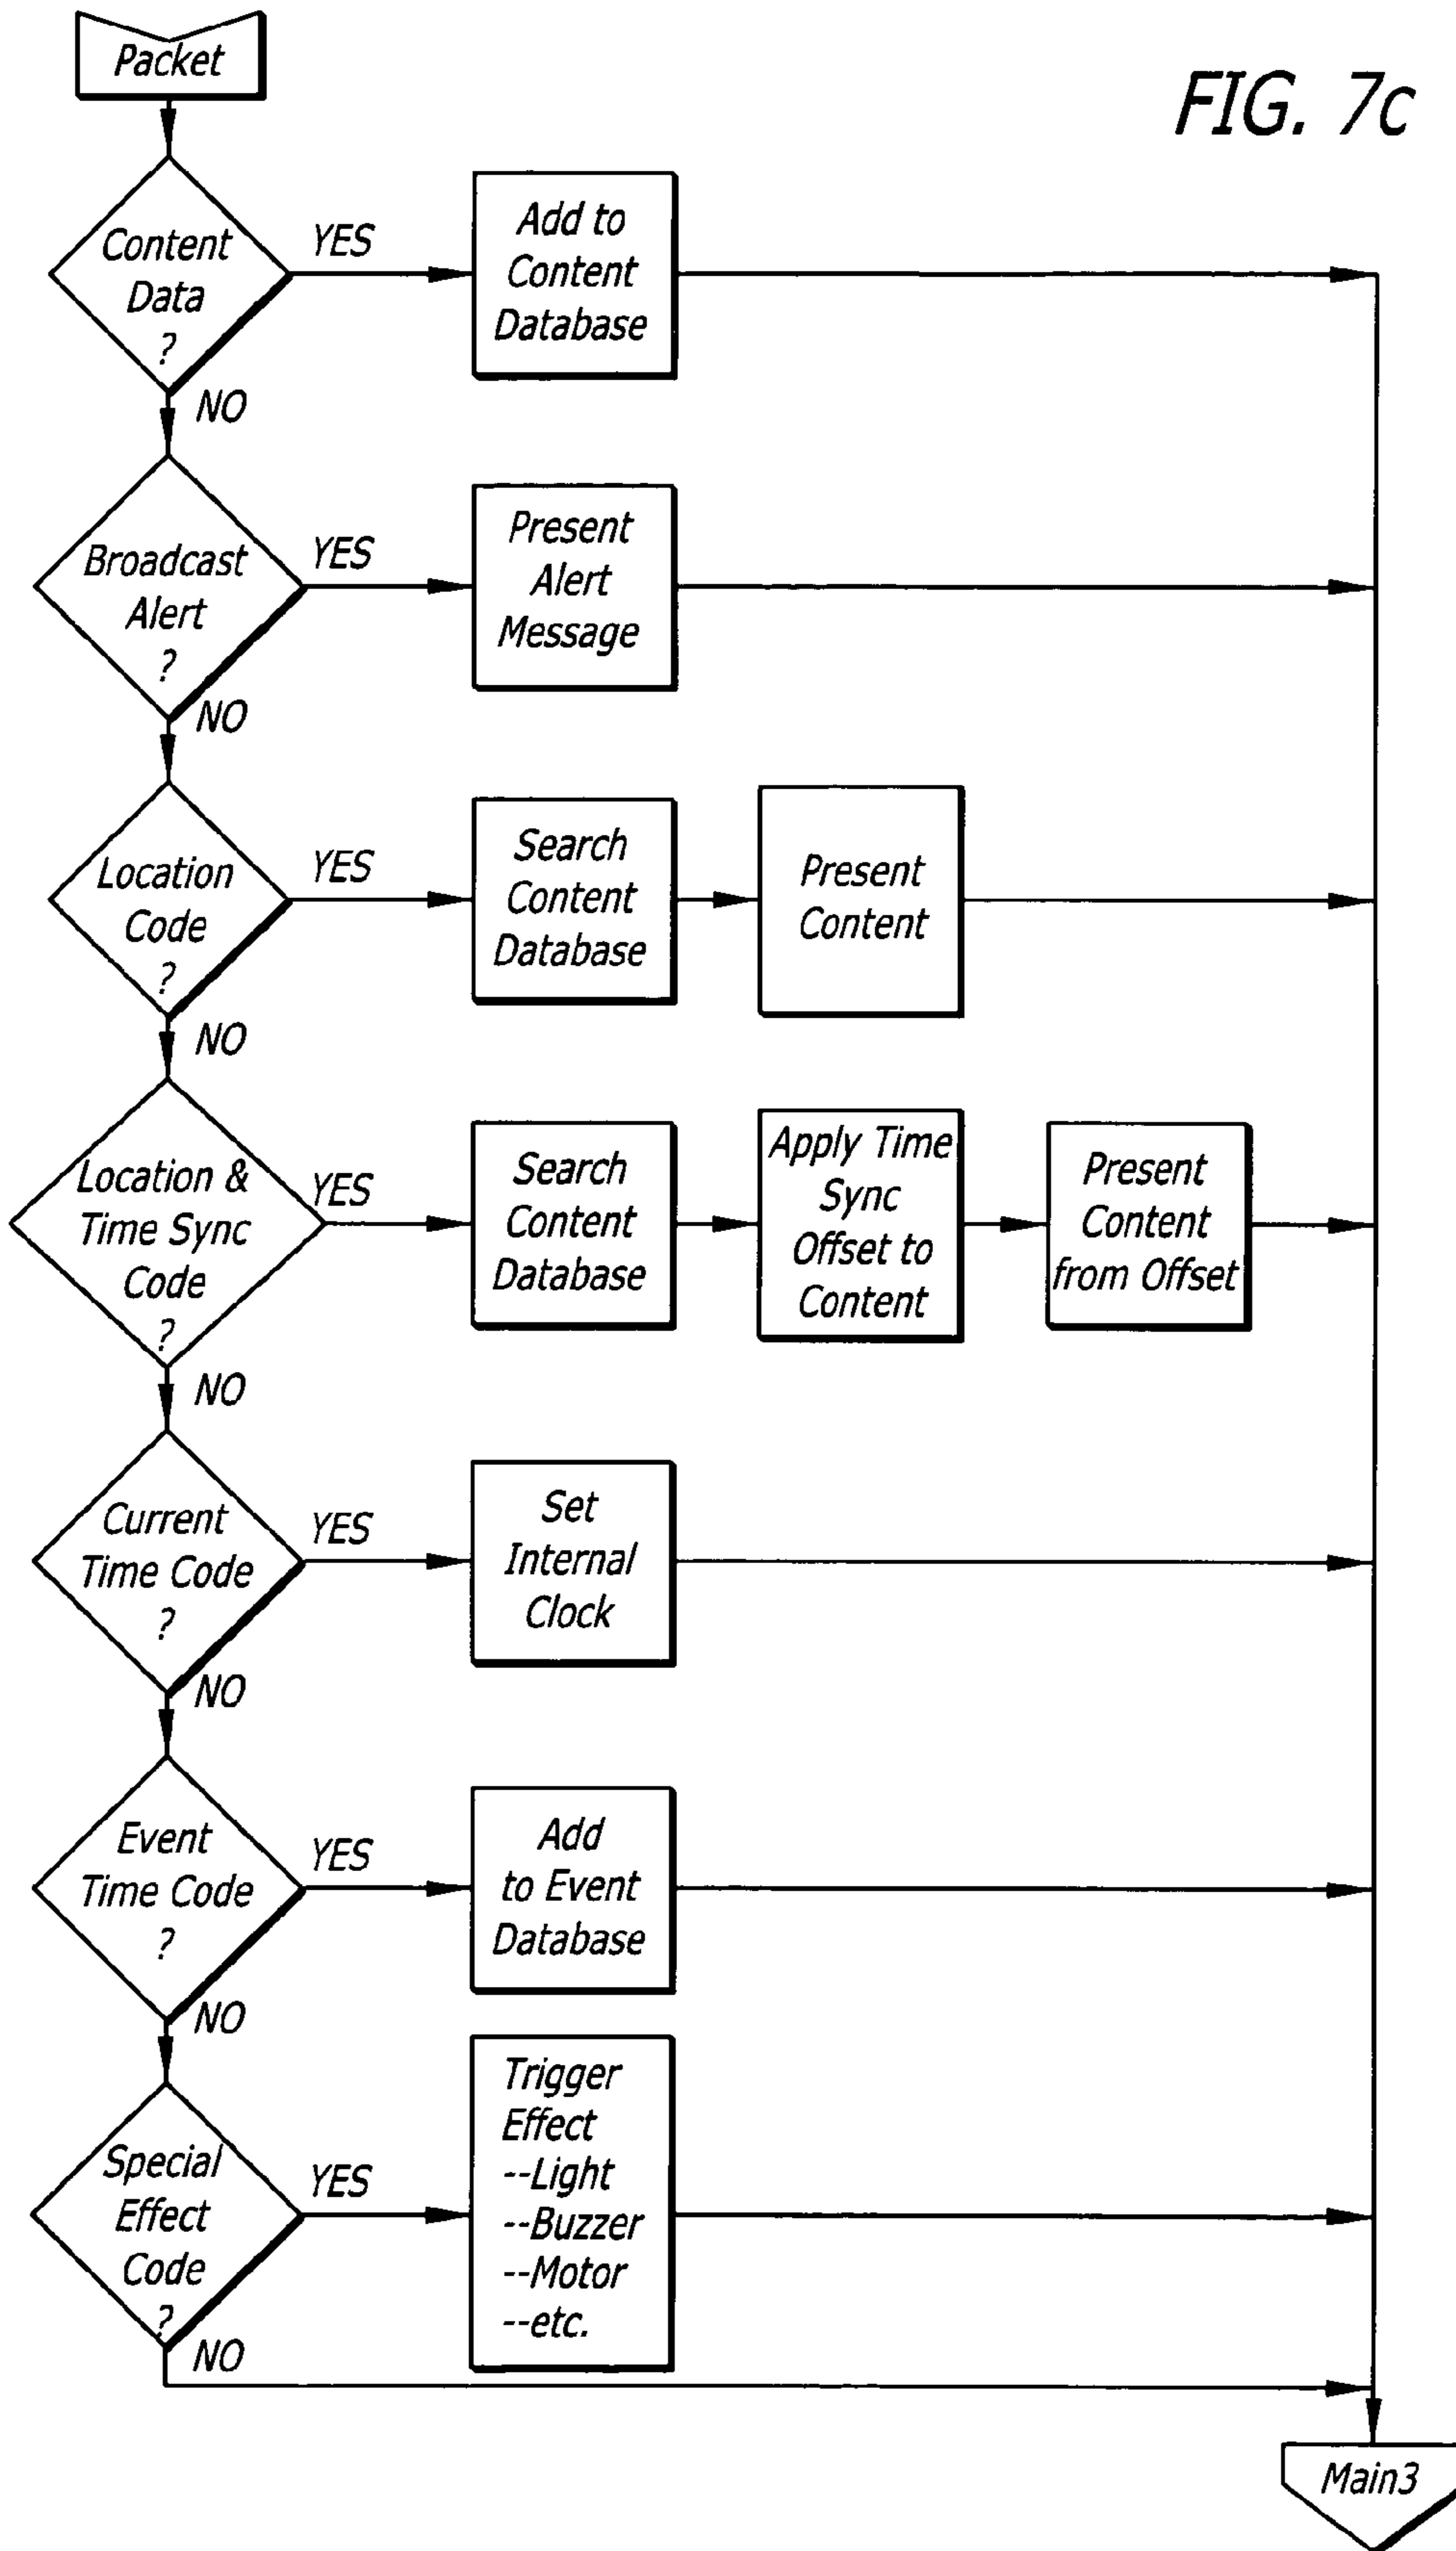 Packet
FIG. 7c
Content
Data
?
YES
Add to
Content
Database
NO
Broadcast
Alert
?
YES
Present
Alert
Message
NO
Location
Code
?
YES
Search
Content
Database
Present
Content
NO
Location &
Time Sync
Code
?
YES
Search
Content
Database
Apply Time
Sync
Offset to
Content
Present
Content
from Offset
NO
Current
Time Code
?
YES
Set
Internal
Clock
NO
Event
Time Code
?
YES
Add
to Event
Database
NO
Special
Effect
Code
?
YES
Trigger
Effect
--Light
--Buzzer
--Motor
--etc.
NO
Main3